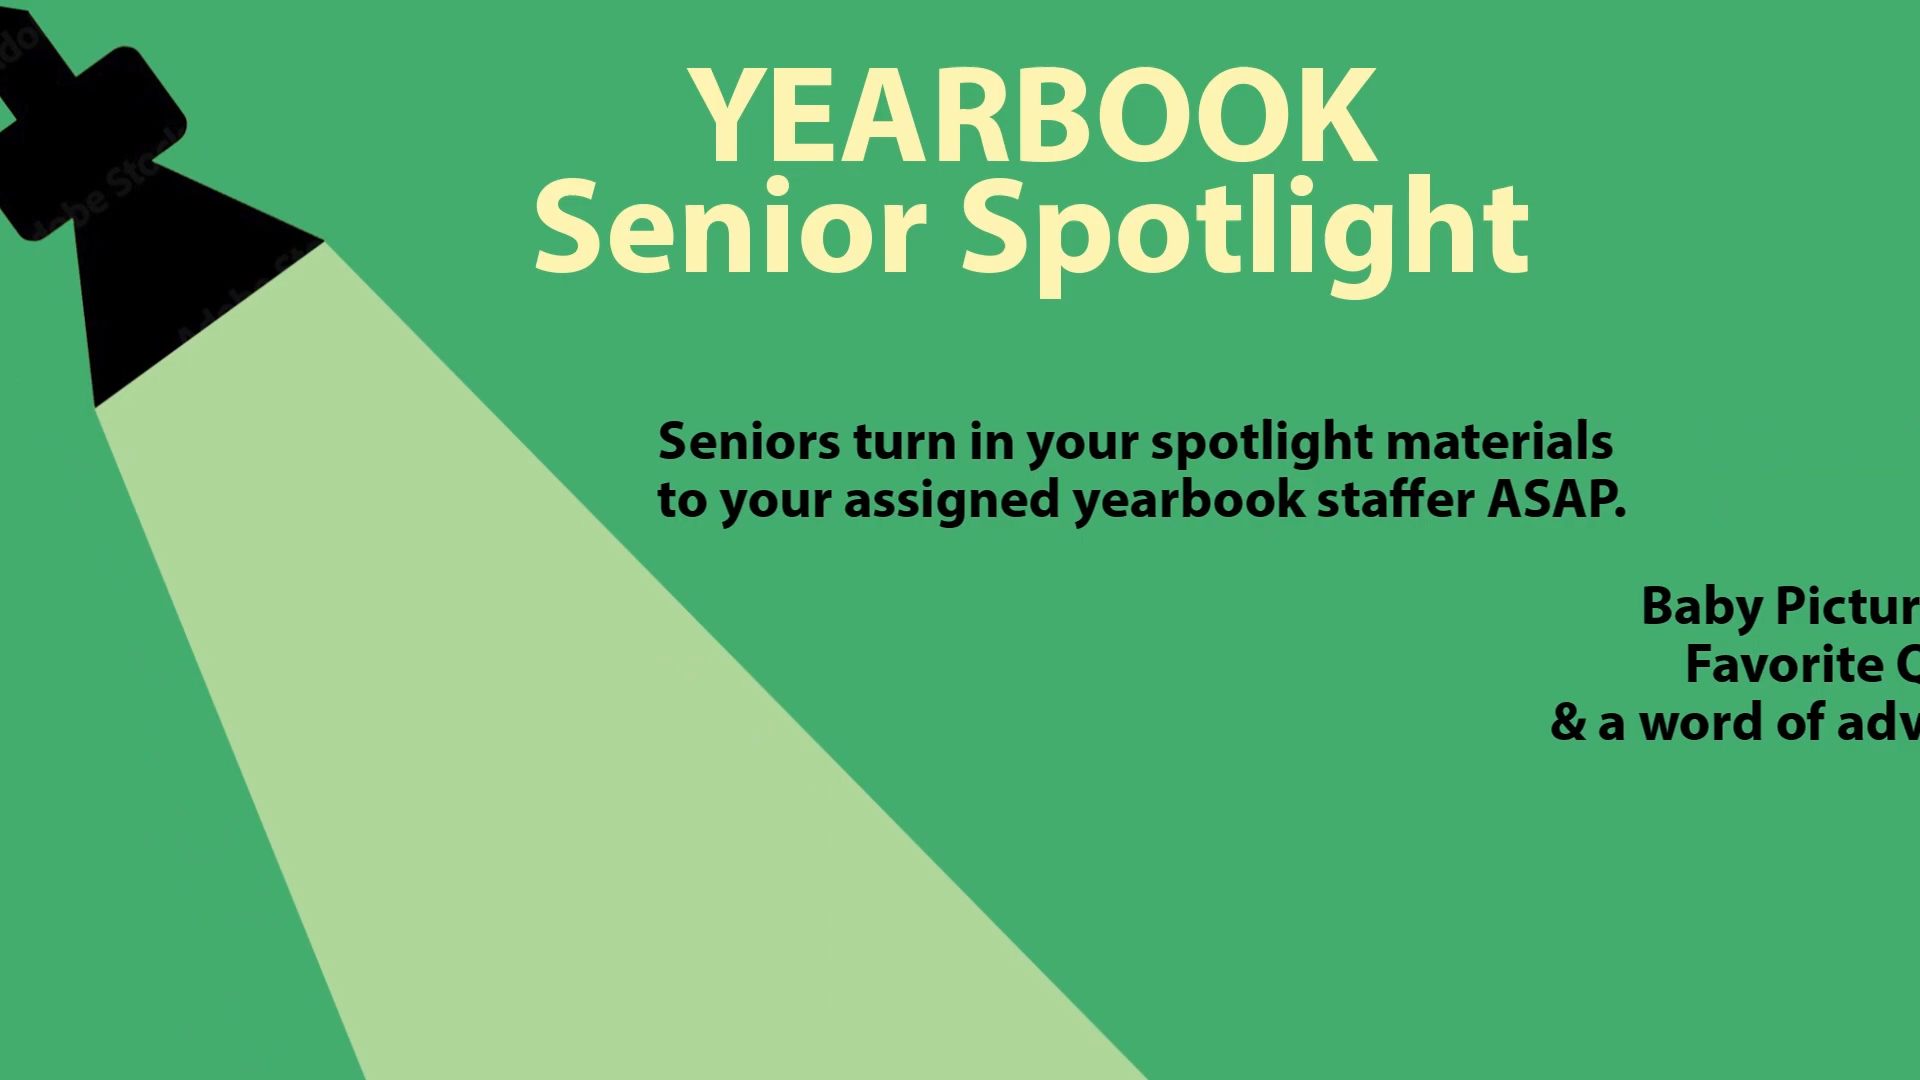 YEARBOOK
Senior Spotlight
Seniors turn in your spotlight materials
to your assigned yearbook staffer ASAP.
Baby
Favorite
& a word of